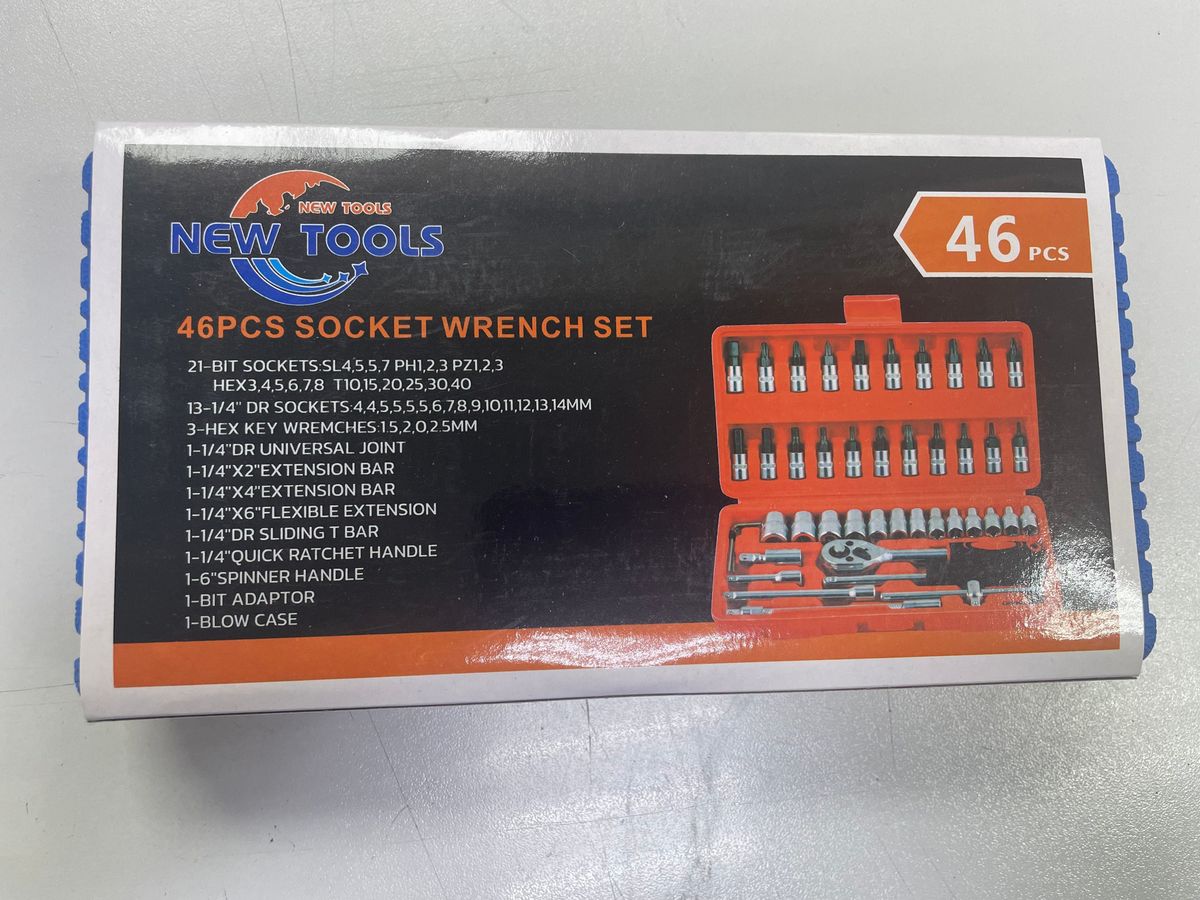 NEW TOOLS
NEW TOOLS
46 PCS
46PCS SOCKET WRENCH SET
21-BIT SOCKETS:SL4,5.5,7 PH1,2,3 PZ1,2,3
HEX3,4,5,6,7,8 T10,15,20,25,30,40
13-1/4" DR SOCKETS:4,4.5,5,5.5,6,7,8,9,10,11,12,13,14MM
3-HEX KEY WREMCHES:1.5,2.0,2.5MM
1-1/4"DR UNIVERSAL JOINT
1-1/4"X2"EXTENSION BAR
1-1/4"X4"EXTENSION BAR
1-1/4"X6"FLEXIBLE EXTENSION
1-1/4"DR SLIDING T BAR
1-1/4"QUICK RATCHET HANDLE
1-6"SPINNER HANDLE
1-BIT ADAPTOR
1-BLOW CASE